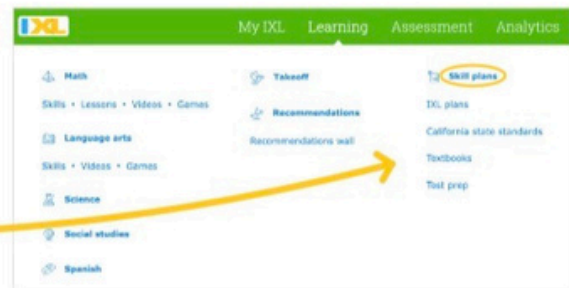 IXL
My IXL Learning Assessment Analytics
Math
Skills • Lessons • Videos • Games
Language arts
Skills • Videos • Games
Science
Social studies
Spanish
Takeoff
Recommendations
Recommendations wall
Skill plans
IXL plans
California state standards
Textbooks
Test prep